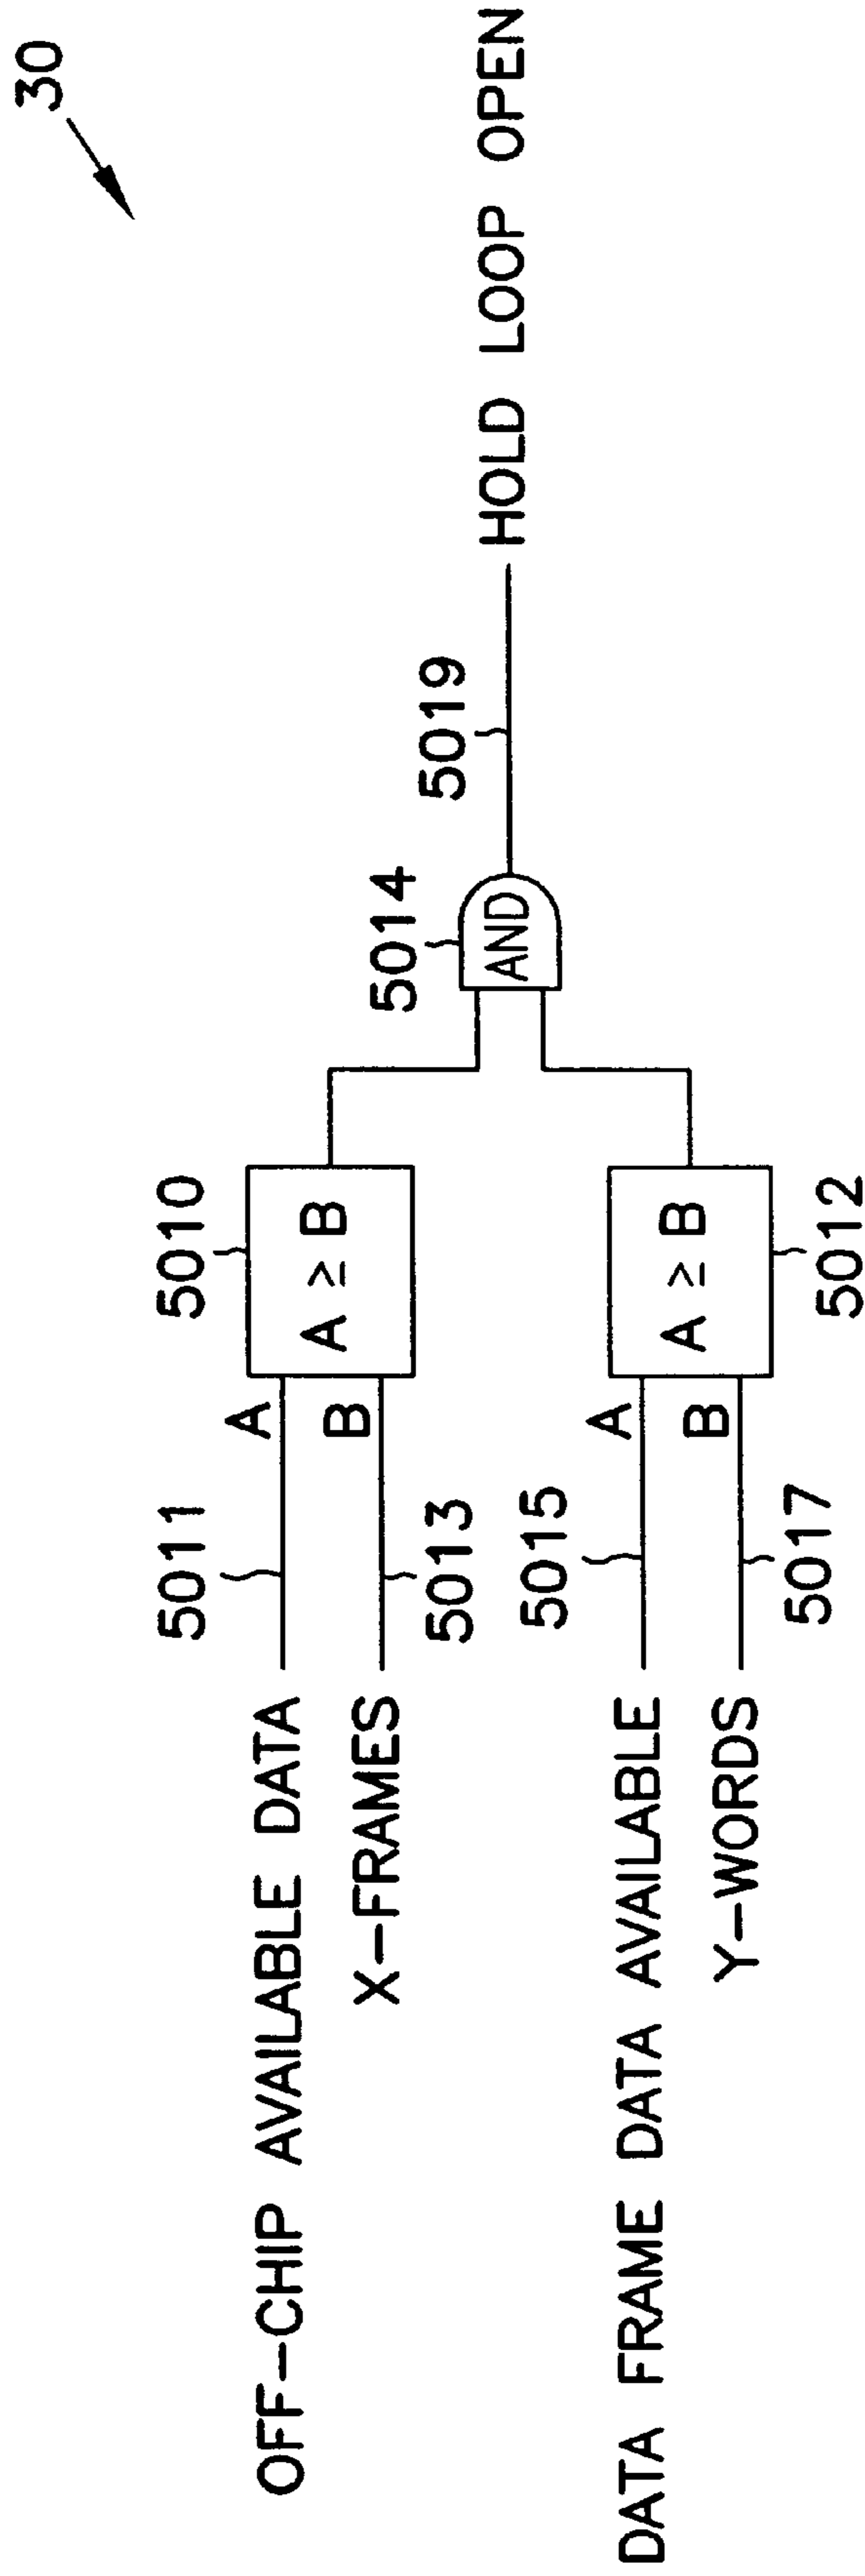 30
OFF-CHIP AVAILABLE DATA
5011
A
X-FRAMES
5013
B
5010
A ≥ B
DATA FRAME DATA AVAILABLE
5015
A
Y-WORDS
5017
B
A ≥ B
5012
5014
AND
5019
HOLD LOOP OPEN